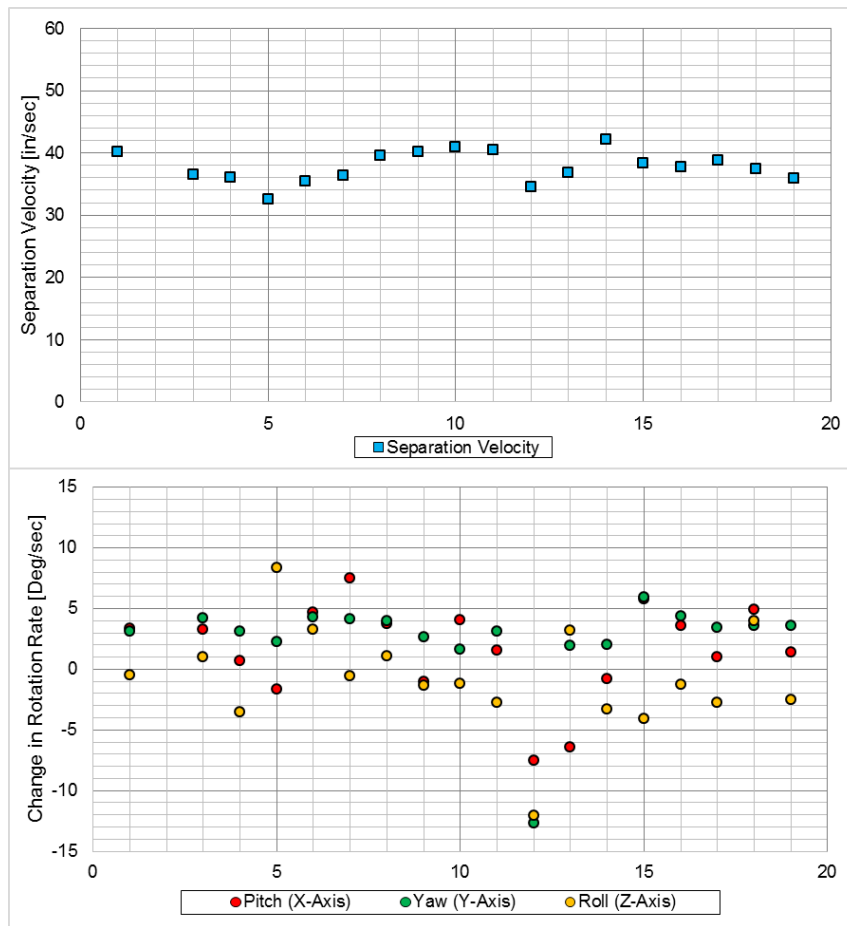 60
50
40
30
20
10
0
Separation Velocity [in/sec]
0 5 10 15 20
Separation Velocity
15
10
5
0
-5
-10
-15
Change in Rotation Rate [Deg/sec]
0 5 10 15 20
Pitch (X-Axis) Yaw (Y-Axis) Roll (Z-Axis)